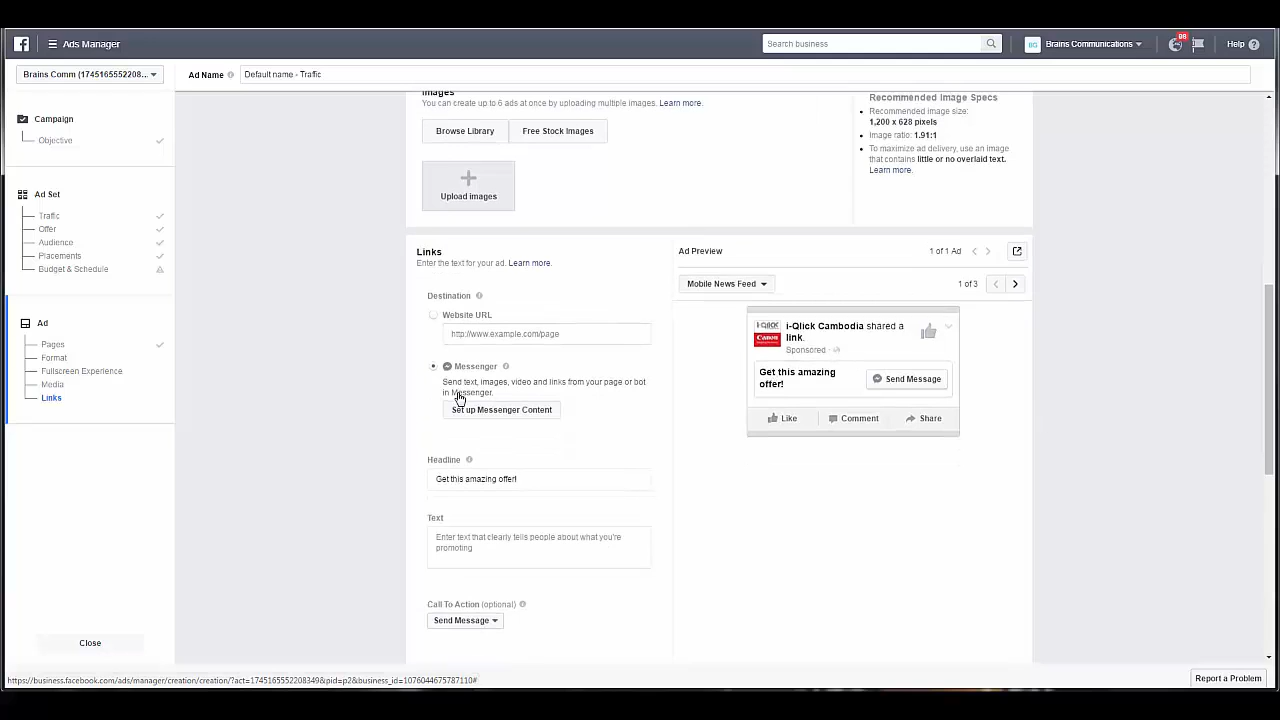 Ads Manager
Search business
BC
Brains Communications
98
Help
Brains Comm (1745165552208...
Ad Name
Default name - Traffic
Campaign
Objective
Ad Set
Traffic
Offer
Audience
Placements
Budget & Schedule
Ad
Pages
Format
Fullscreen Experience
Media
Links
Close
Images
You can create up to 6 ads at once by uploading multiple images. Learn more.
Browse Library
Free Stock Images
Upload images
Recommended Image Specs
Recommended image size:
1,200 x 628 pixels
Image ratio: 1.91:1
To maximize ad delivery, use an image
that contains little or no overlaid text.
Learn more.
Links
Enter the text for your ad. Learn more.
Destination
Website URL
http://www.example.com/page
Messenger
Send text, images, video and links from your page or bot
in Messenger.
Set up Messenger Content
Headline
Get this amazing offer!
Text
Enter text that clearly tells people about what you're
promoting
Call To Action (optional)
Send Message
Ad Preview
1 of 1 Ad
Mobile News Feed
1 of 3
i-QLICK
Canon
i-Qlick Cambodia shared a
link.
Sponsored
Get this amazing
offer!
Send Message
Like
Comment
Share
https://business.facebook.com/ads/manager/creation/creation/?act=1745165552208349&pid=p2&business_id=1076044675787110#
Report a Problem